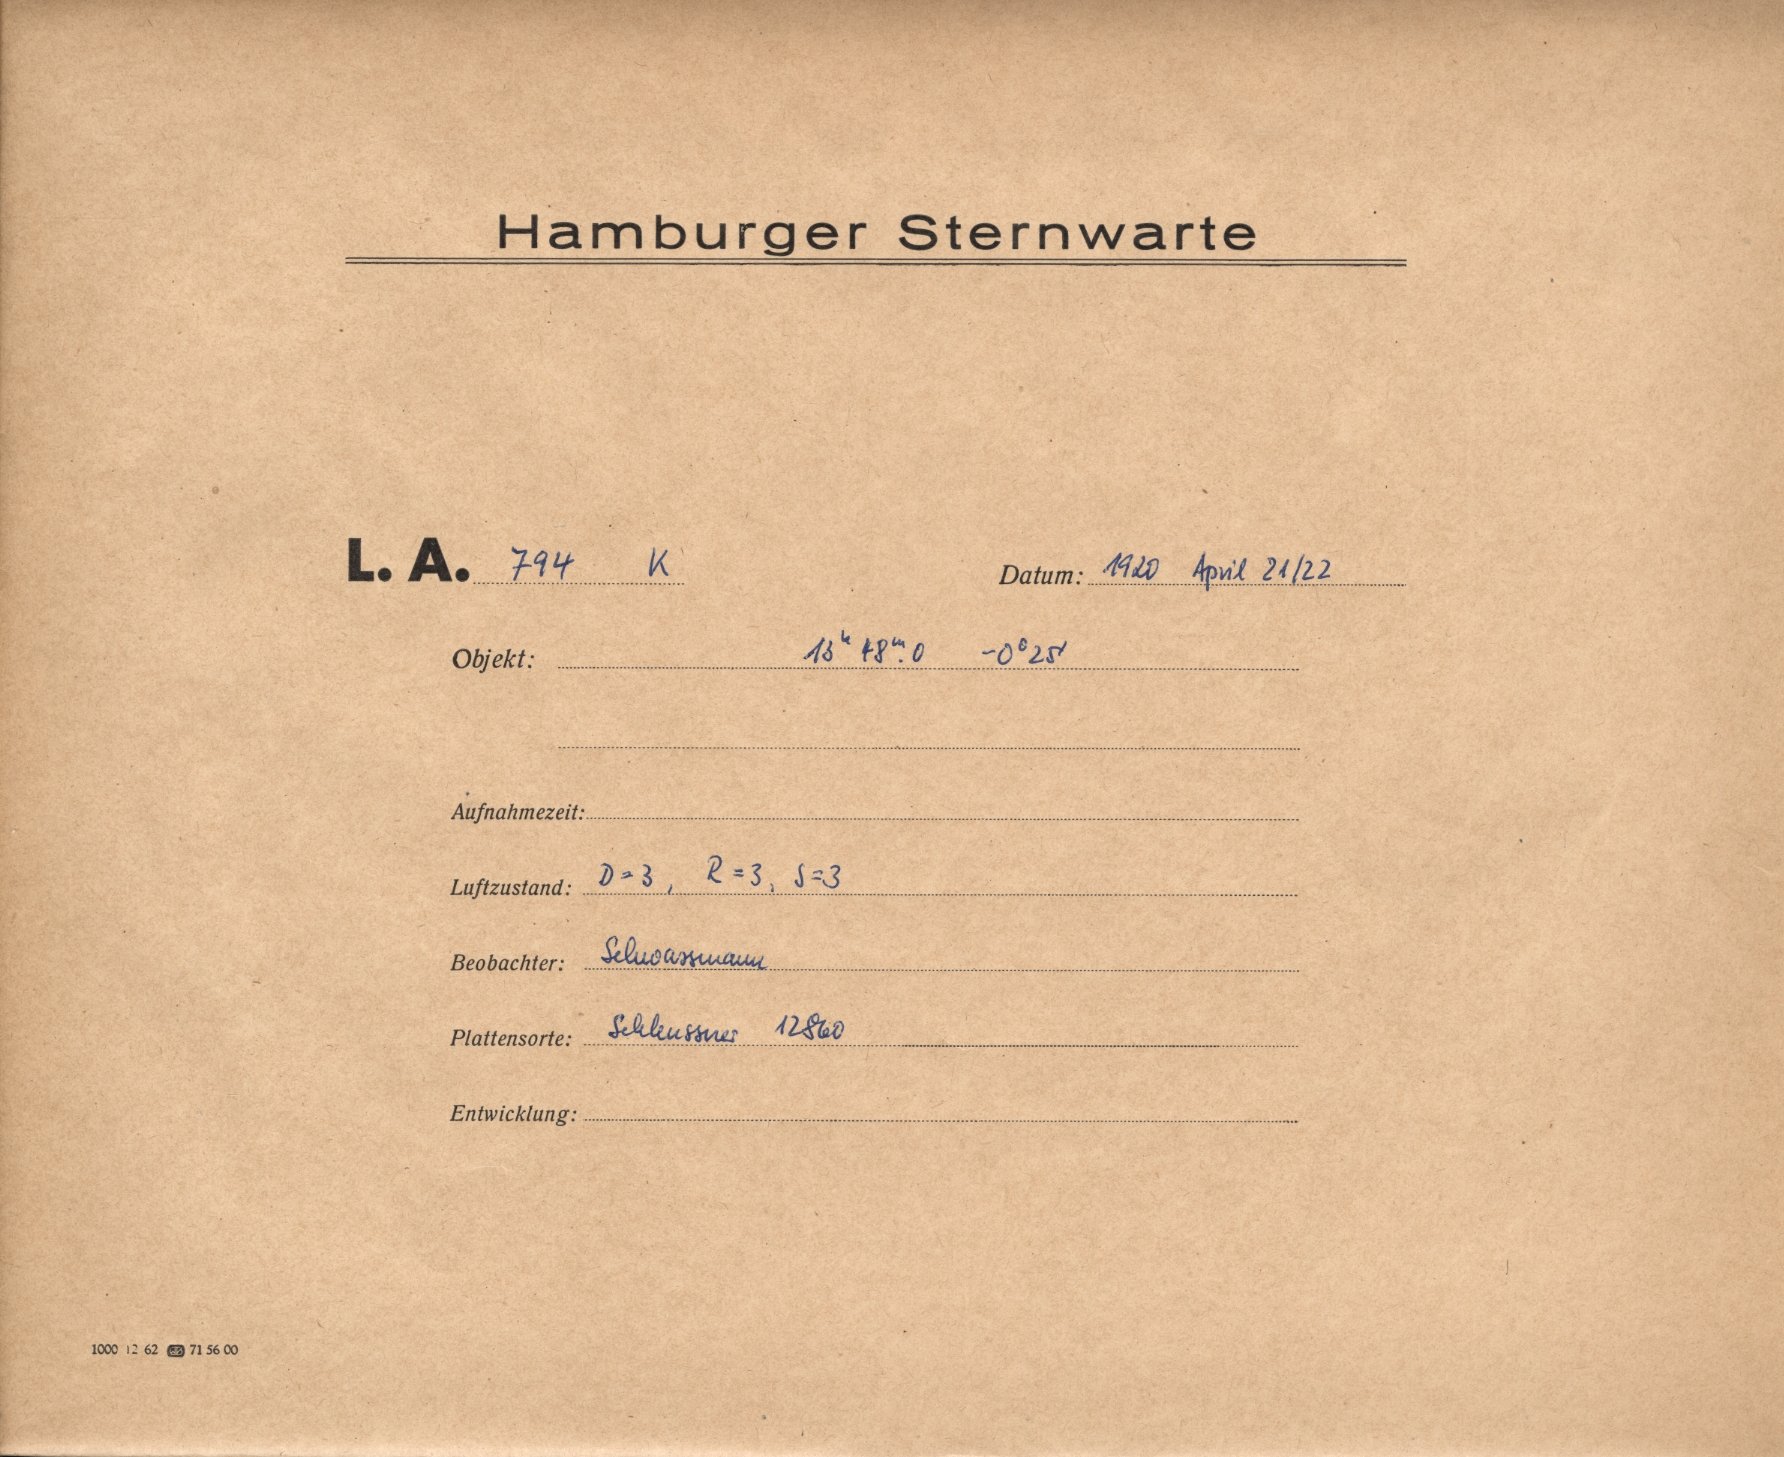 Hamburger Sternwarte
L. A. 794 K Datum: 1920 April 21/22
Objekt: 13ʰ 48ᵐ.0 -0°25'
Aufnahmezeit:
Luftzustand: D=3, R=3, S=3
Beobachter: Schwassmann
Plattensorte: Schleussner 12860
Entwicklung:
1000 12 62 71 56 00